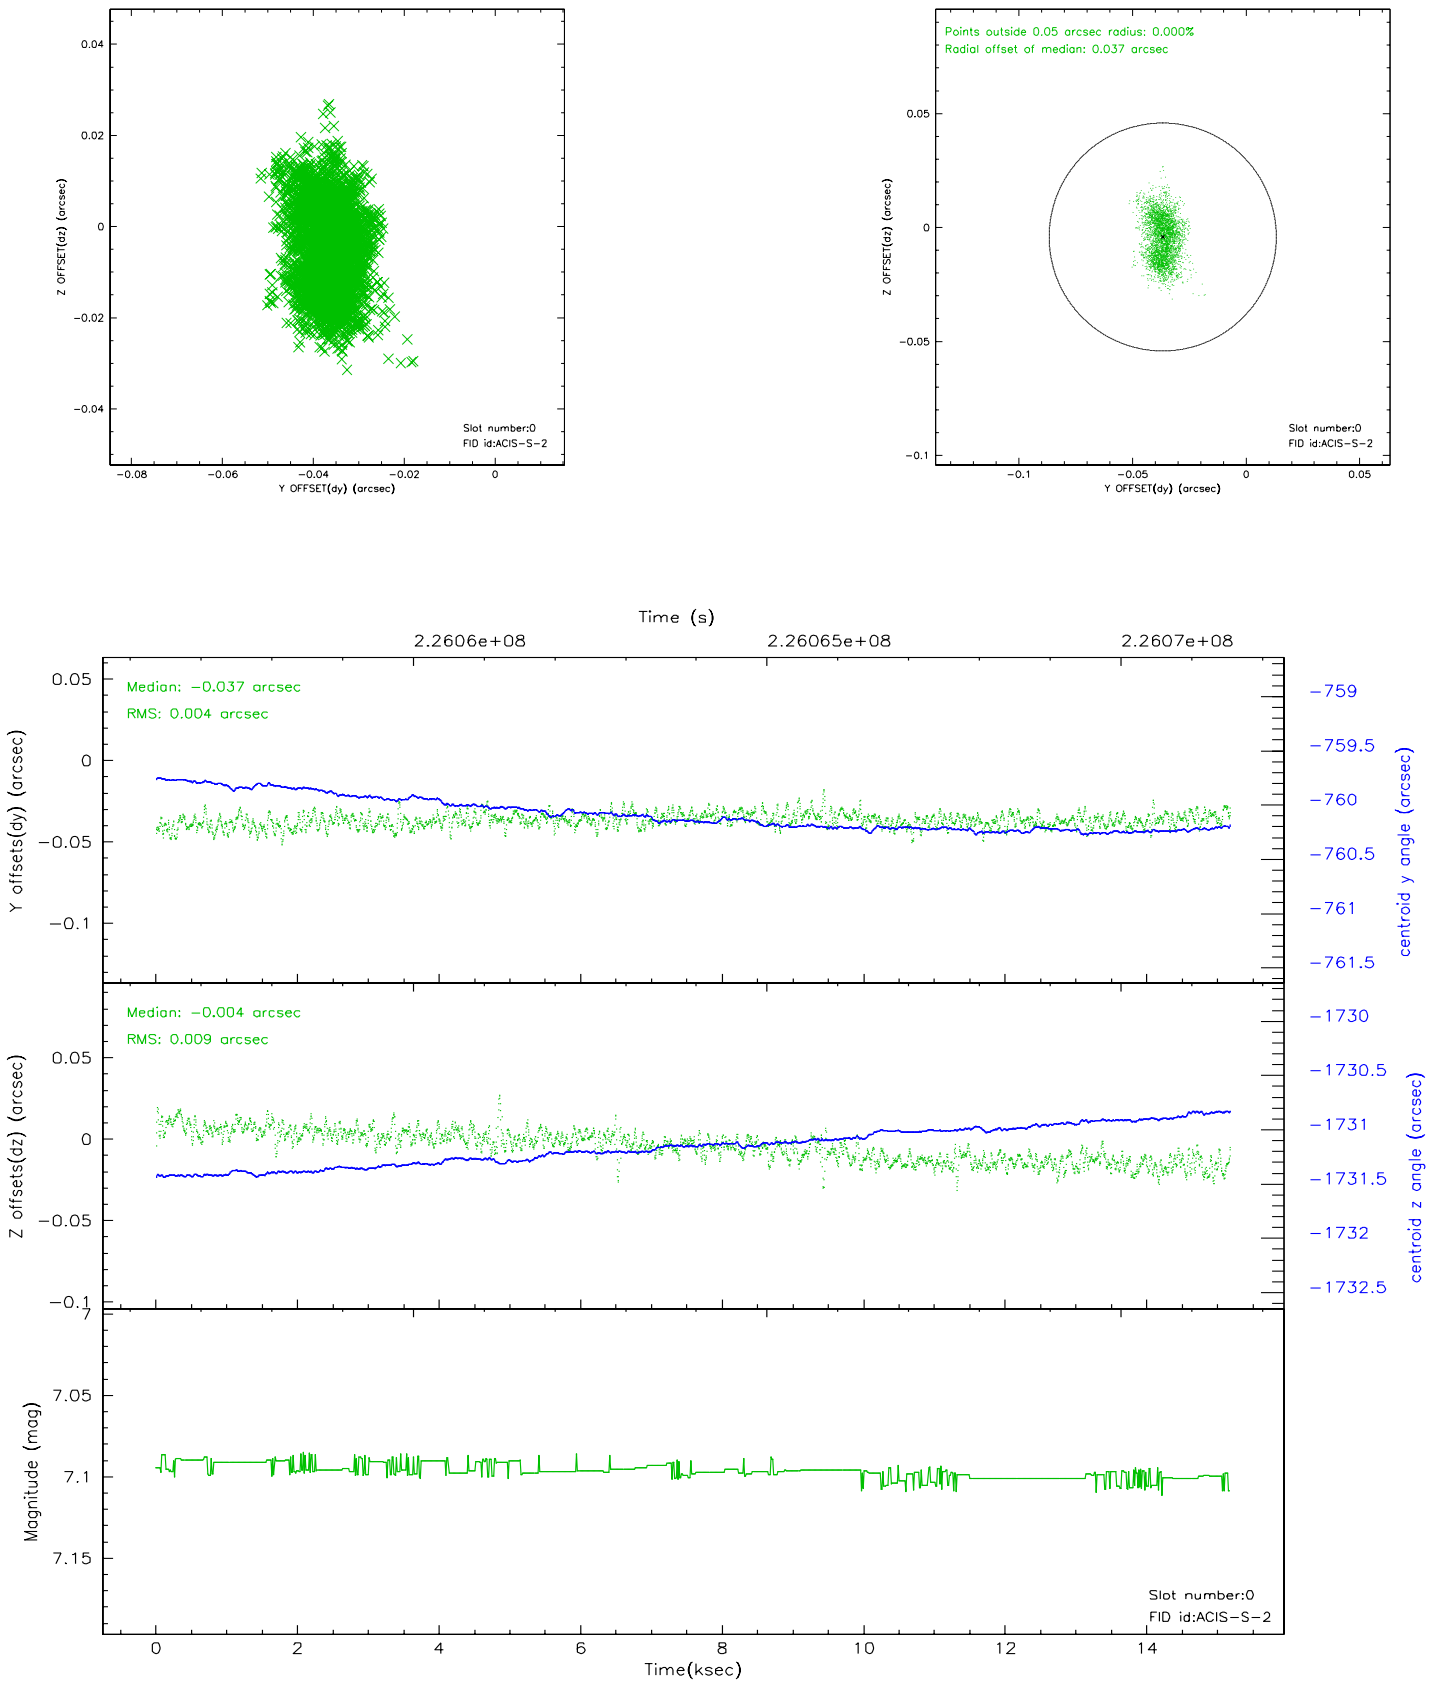 0.04
0.02
0
-0.02
-0.04
Z OFFSET(dz) (arcsec)
Slot number:0
FID id:ACIS-S-2
-0.08 -0.06 -0.04 -0.02 0
Y OFFSET(dy) (arcsec)
Points outside 0.05 arcsec radius: 0.000%
Radial offset of median: 0.037 arcsec
0.05
0
-0.05
-0.1
Z OFFSET(dz) (arcsec)
Slot number:0
FID id:ACIS-S-2
-0.1 -0.05 0 0.05
Y OFFSET(dy) (arcsec)
Time (s)
2.2606e+08 2.26065e+08 2.2607e+08
Median: -0.037 arcsec
RMS: 0.004 arcsec
0.05
0
-0.05
-0.1
Y offsets(dy) (arcsec)
-759
-759.5
-760
-760.5
-761
-761.5
centroid y angle (arcsec)
Median: -0.004 arcsec
RMS: 0.009 arcsec
0.05
0
-0.05
-0.1
Z offsets(dz) (arcsec)
-1730
-1730.5
-1731
-1731.5
-1732
-1732.5
centroid z angle (arcsec)
7
7.05
7.1
7.15
Magnitude (mag)
Slot number:0
FID id:ACIS-S-2
0 2 4 6 8 10 12 14
Time(ksec)